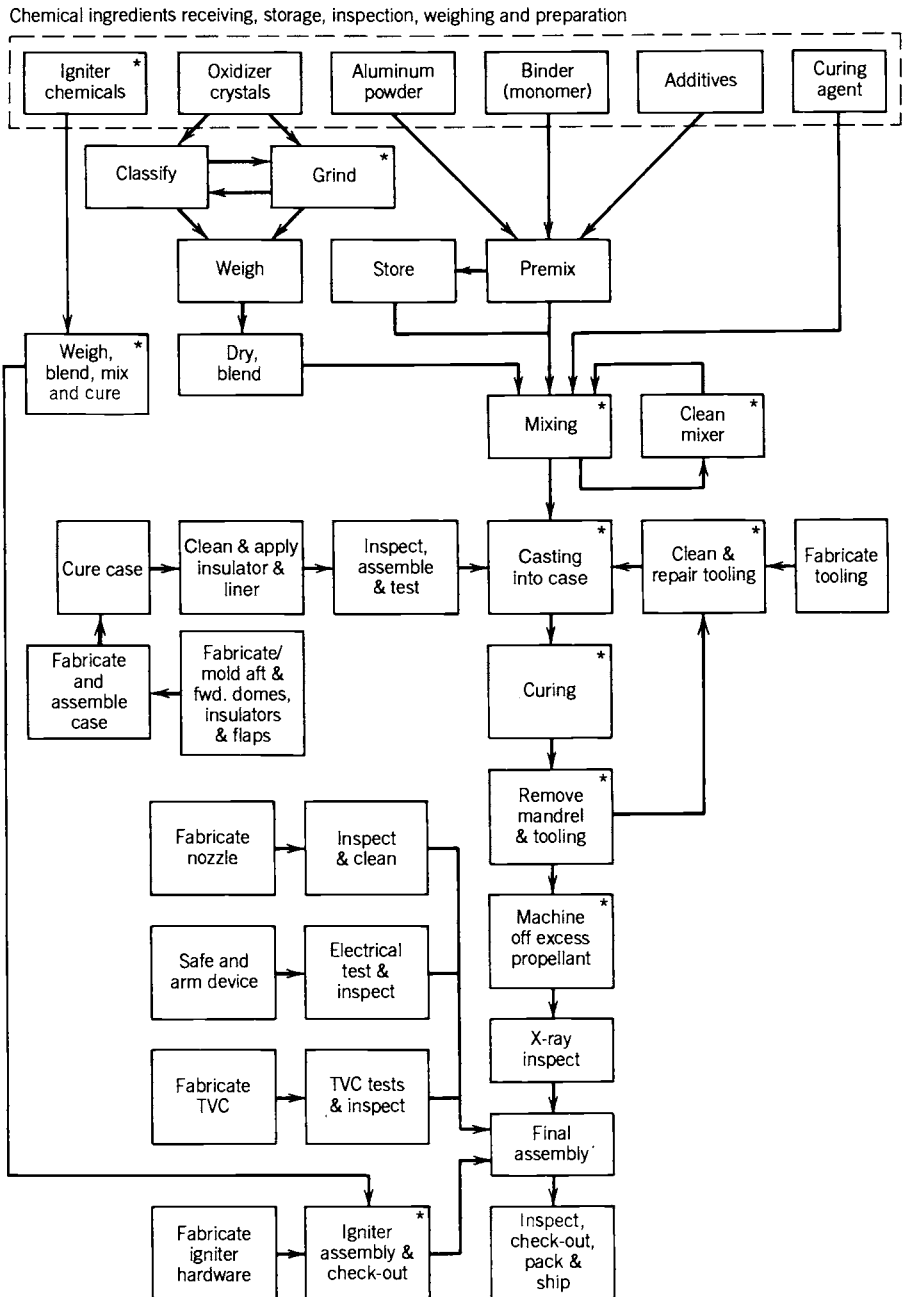 Chemical ingredients receiving, storage, inspection, weighing and preparation
Igniter *
chemicals
Oxidizer
crystals
Aluminum
powder
Binder
(monomer)
Additives
Curing
agent
Classify
Grind *
Weigh
Store
Premix
Weigh, *
blend, mix
and cure
Dry,
blend
Mixing *
Clean *
mixer
Cure case
Clean & apply
insulator &
liner
Inspect,
assemble
& test
Casting *
into case
Clean & *
repair tooling
Fabricate
tooling
Fabricate
and
assemble
case
Fabricate/
mold aft &
fwd. domes,
insulators
& flaps
Curing *
Remove *
mandrel
& tooling
Fabricate
nozzle
Inspect
& clean
Machine *
off excess
propellant
Safe and
arm device
Electrical
test &
inspect
X-ray
inspect
Fabricate
TVC
TVC tests
& inspect
Final
assembly
Fabricate
igniter
hardware
Igniter *
assembly &
check-out
Inspect,
check-out,
pack &
ship